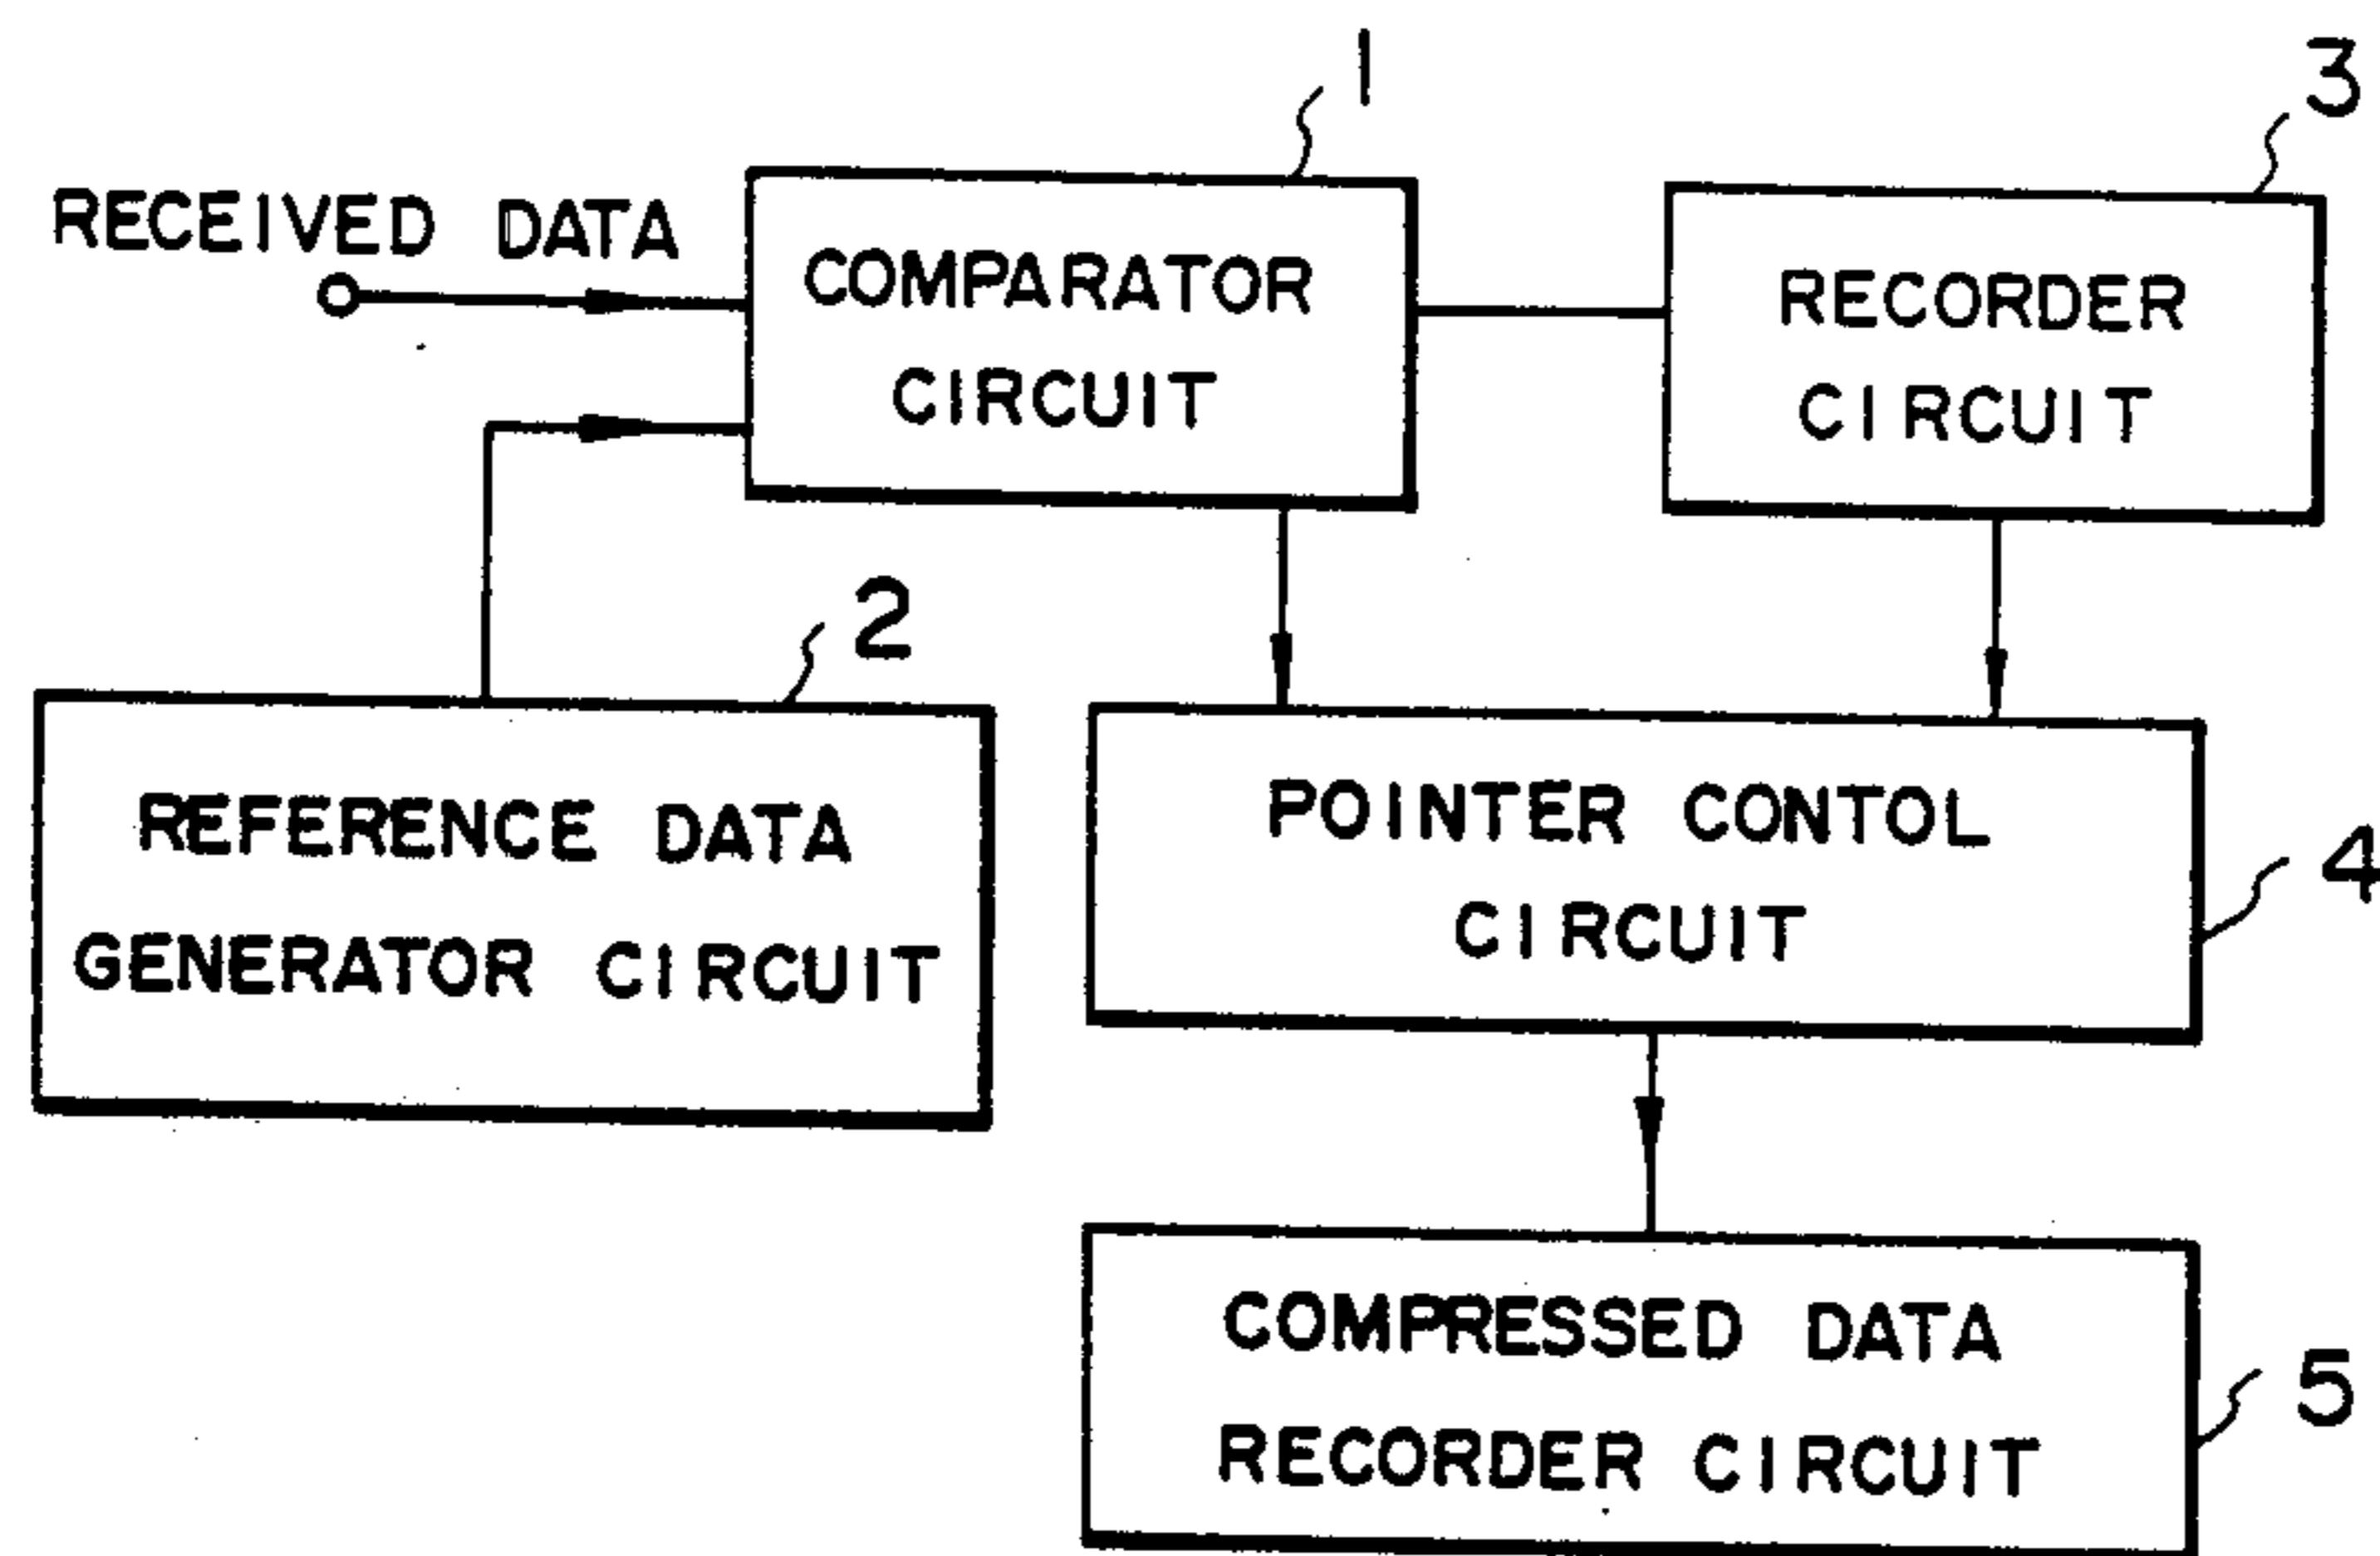 1
3
RECEIVED DATA
COMPARATOR
CIRCUIT
RECORDER
CIRCUIT
2
REFERENCE DATA
GENERATOR CIRCUIT
POINTER CONTOL
CIRCUIT
4
COMPRESSED DATA
RECORDER CIRCUIT
5